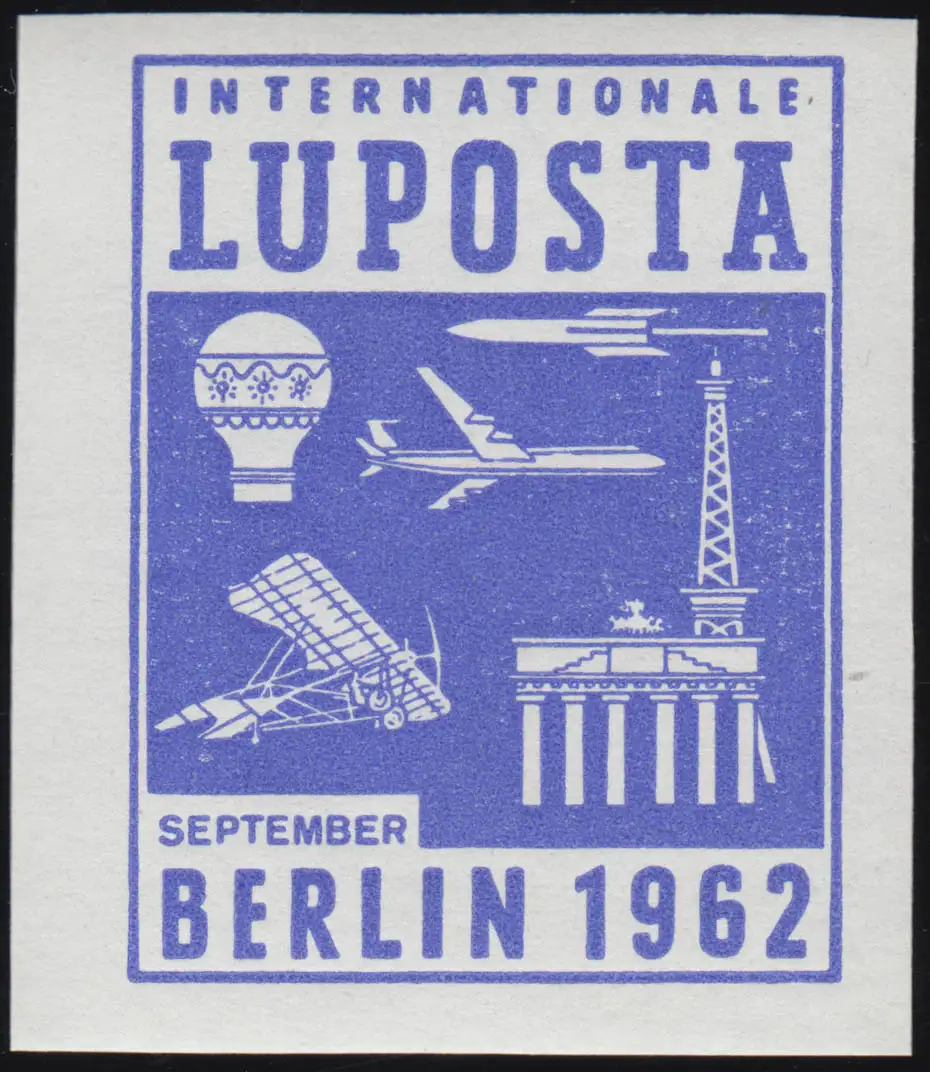 INTERNATIONALE
LUPOSTA
SEPTEMBER
BERLIN 1962